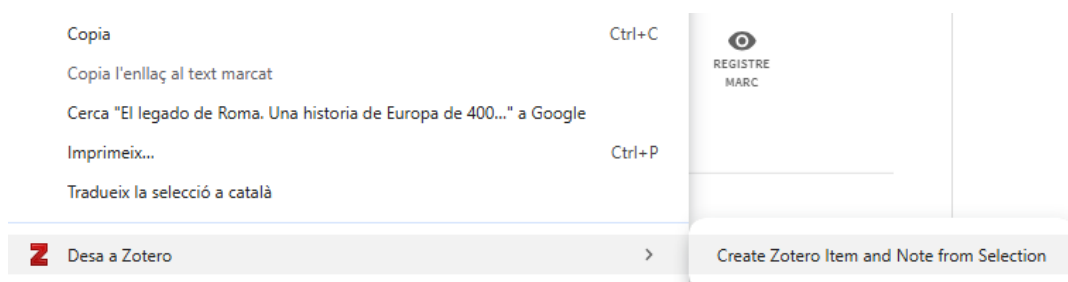 Copia Ctrl+C
Copia l'enllaç al text marcat
Cerca "El legado de Roma. Una historia de Europa de 400..." a Google
Imprimeix... Ctrl+P
Tradueix la selecció a català
Z Desa a Zotero
Create Zotero Item and Note from Selection
REGISTRE
MARC